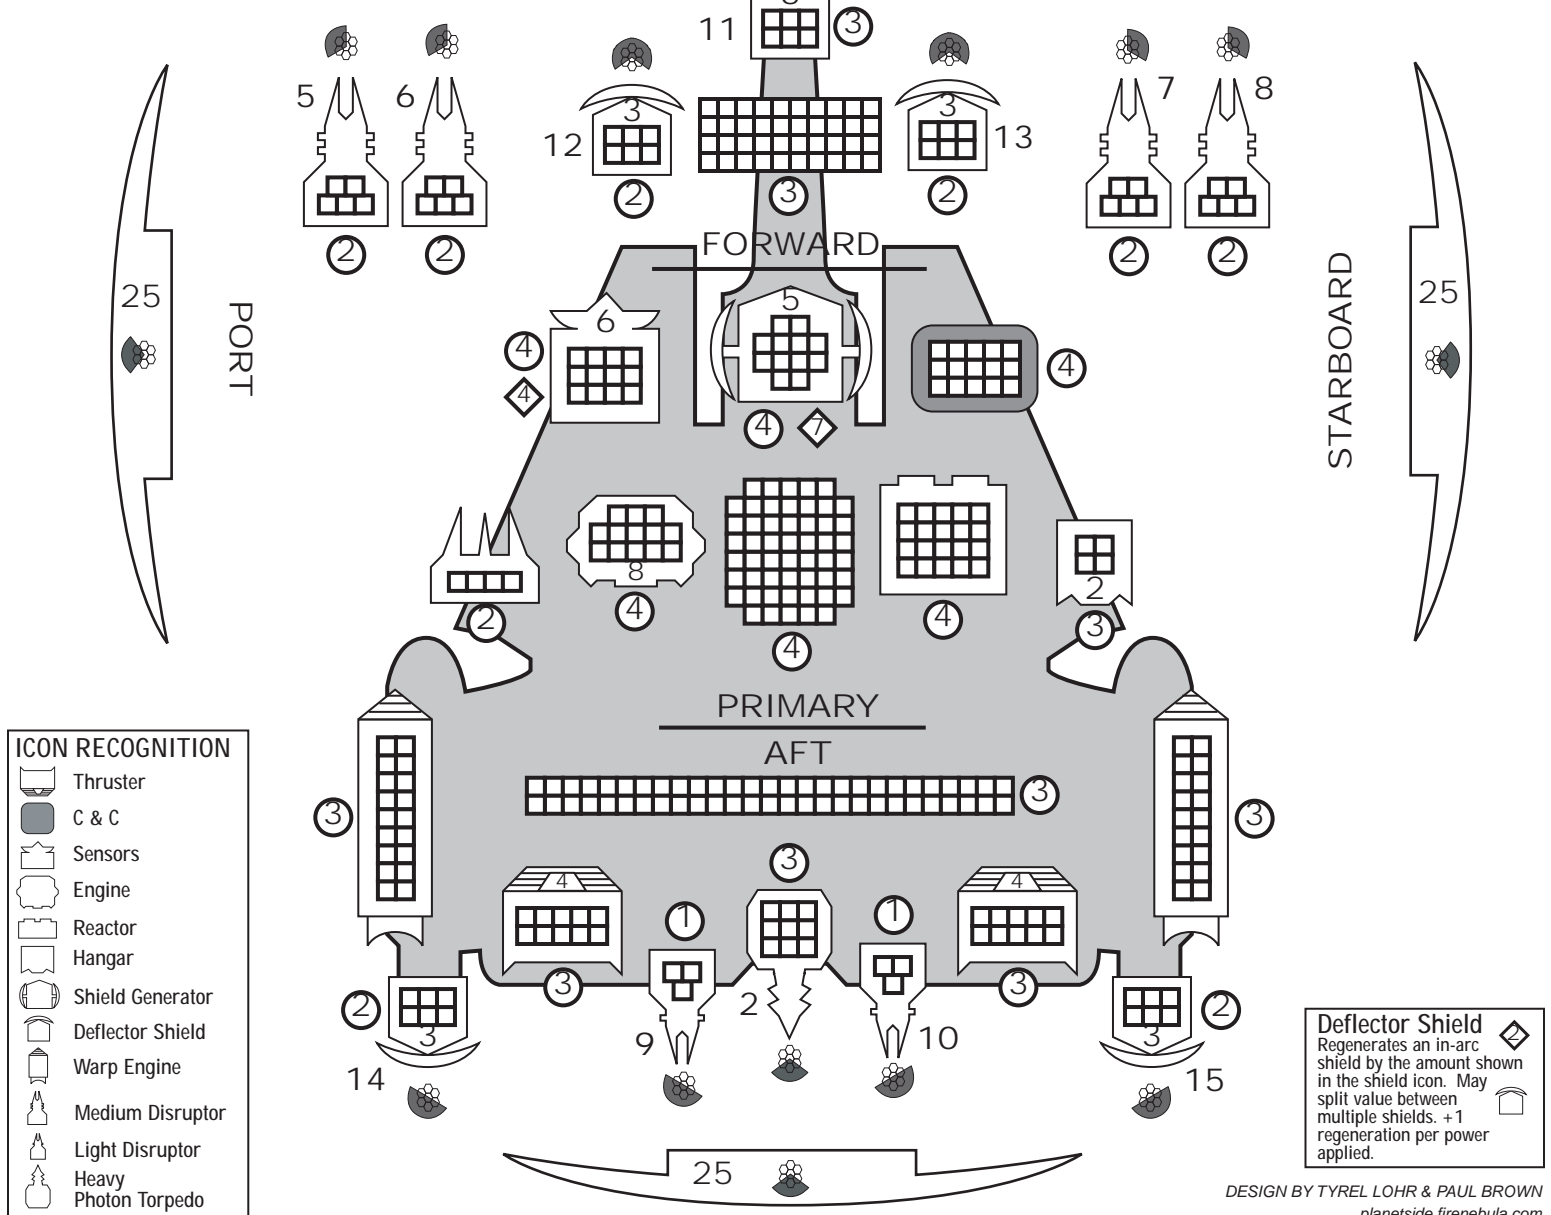 11
3
5
6
7
8
3
3
12
13
2
2
3
2
2
2
2
FORWARD
25
PORT
STARBOARD
25
6
5
4
4
4
4
7
8
2
2
4
4
4
3
PRIMARY
AFT
3
3
3
4
4
3
1
1
3
3
2
2
2
3
3
9
10
14
15
25
ICON RECOGNITION
Thruster
C & C
Sensors
Engine
Reactor
Hangar
Shield Generator
Deflector Shield
Warp Engine
Medium Disruptor
Light Disruptor
Heavy
Photon Torpedo
Deflector Shield 2
Regenerates an in-arc
shield by the amount shown
in the shield icon. May
split value between
multiple shields. +1
regeneration per power
applied.
DESIGN BY TYREL LOHR & PAUL BROWN
planetside.firenebula.com